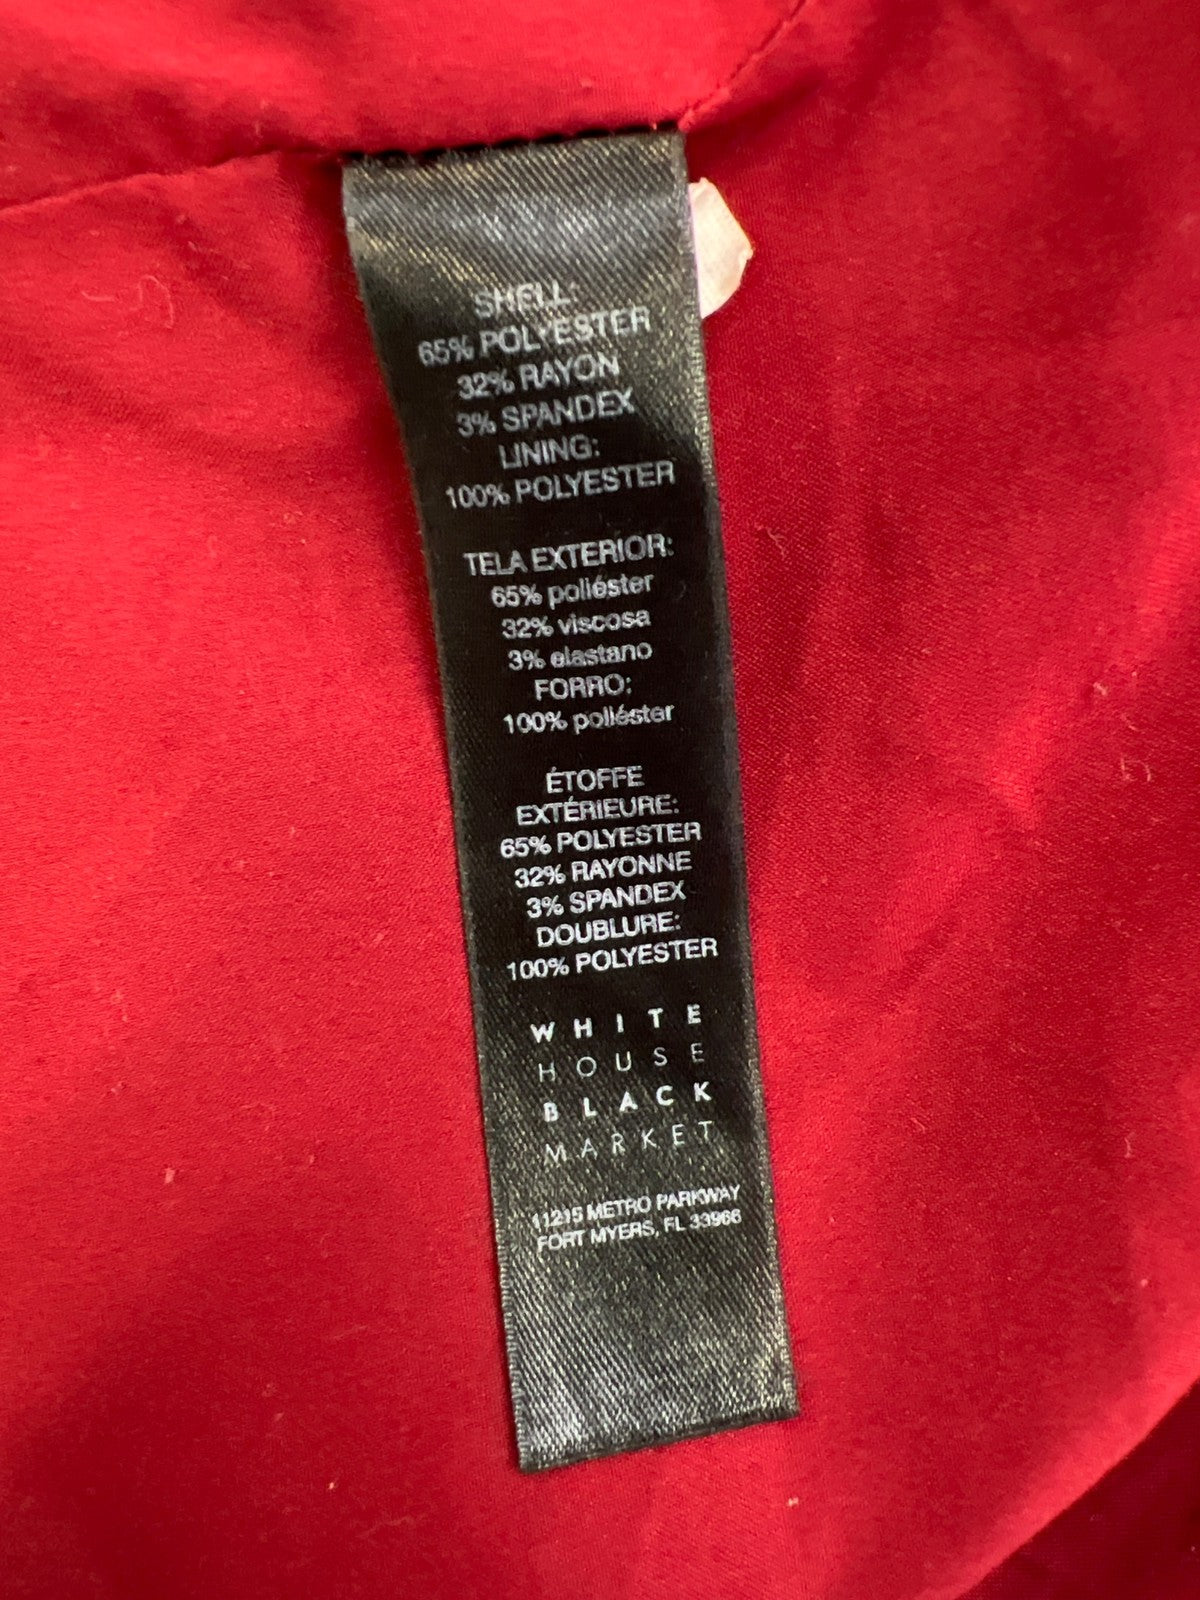 SHELL:
65% POLYESTER
32% RAYON
3% SPANDEX
LINING:
100% POLYESTER
TELA EXTERIOR:
65% poliéster
32% viscosa
3% elastano
FORRO:
100% poliéster
ÉTOFFE
EXTÉRIEURE:
65% POLYESTER
32% RAYONNE
3% SPANDEX
DOUBLURE:
100% POLYESTER
WHITE
HOUSE
BLACK
MARKET
11215 METRO PARKWAY
FORT MYERS, FL 33966